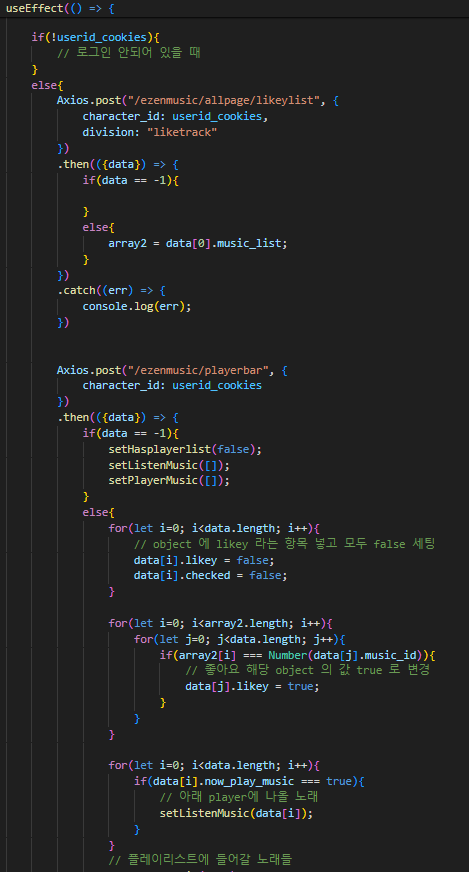 useEffect(() => {
if(!userid_cookies){
// 로그인 안되어 있을 때
}
else{
Axios.post("/ezenmusic/allpage/likeylist", {
character_id: userid_cookies,
division: "liketrack"
})
.then(({data}) => {
if(data == -1){
}
else{
array2 = data[0].music_list;
}
})
.catch((err) => {
console.log(err);
})
Axios.post("/ezenmusic/playerbar", {
character_id: userid_cookies
})
.then(({data}) => {
if(data == -1){
setHasplayerlist(false);
setListenMusic([]);
setPlayerMusic([]);
}
else{
for(let i=0; i<data.length; i++){
// object 에 likey 라는 항목 넣고 모두 false 세팅
data[i].likey = false;
data[i].checked = false;
}
for(let i=0; i<array2.length; i++){
for(let j=0; j<data.length; j++){
if(array2[i] === Number(data[j].music_id)){
// 좋아요 해당 object 의 값 true 로 변경
data[j].likey = true;
}
}
}
for(let i=0; i<data.length; i++){
if(data[i].now_play_music === true){
// 아래 player에 나올 노래
setListenMusic(data[i]);
}
}
// 플레이리스트에 들어갈 노래들